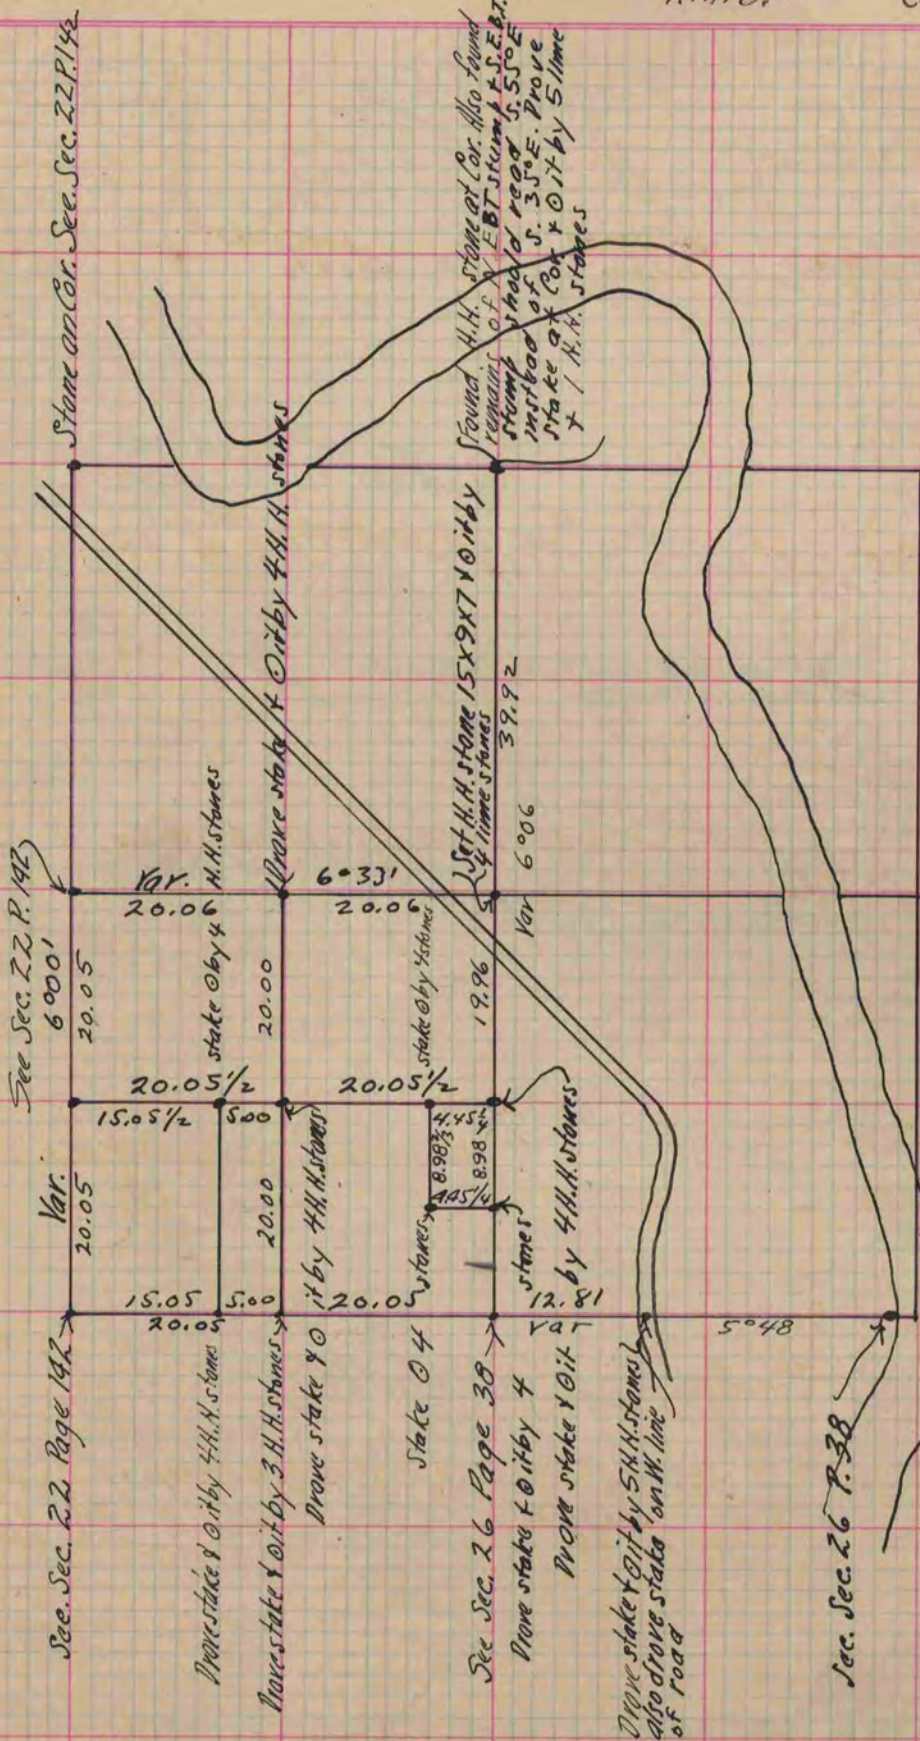 See Sec. 22 P. 192
Stone on Cor. See. Sec. 22 P. 142
Var. 6°00'
20.05
20.05
See. Sec. 22 Page 192
15.05
5.00
20.05
15.05½
5.00
20.05½
Var. 6°33'
20.06
20.06
stake ⊙ by 4 H.H. stones
Drove stake & ⊙ it by 4 H.H. stones
20.00
20.00
Drove stake & ⊙ it by 4 H.H. stones
Drove stake & ⊙ it by 3 H.H. stones
Drove stake & ⊙ it by 4 H.H. stones
20.05
20.05½
stake ⊙ by 4 stones
4.45¼
8.98⅔
8.98
4.45¼
Stake ⊙ 4 stones
Set H.H. stone 15X9X7 & ⊙ it by
4 lime stones
19.96
39.92
Var 6°06
Found H.H. stone at Cor. Also found
remains of N EBT stump & S.E.B.T.
stump should read S.55°E
instead of S. 35°E. Drove
stake at Cor & ⊙ it by 5 lime
& 1 H.H. stones
See Sec. 26 Page 38
Drove stake & ⊙ it by 4 stones
Drove stake & ⊙ it by 4 H.H. stones
12.81
Var 5°48
Drove stake & ⊙ it by 5 H.H. stones
also drove stake on W. line
of road
See. Sec. 26 P. 38